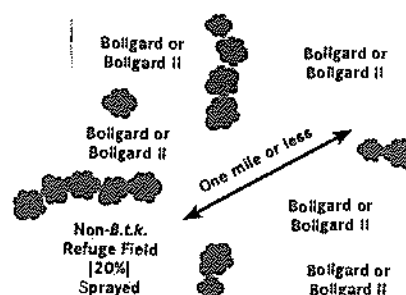 Bollgard or
Bollgard II
Bollgard or
Bollgard II
Bollgard or
Bollgard II
One mile or less
Non-B.t.k.
Refuge Field
|20%|
Sprayed
Bollgard or
Bollgard II
Bollgard or
Bollgard II